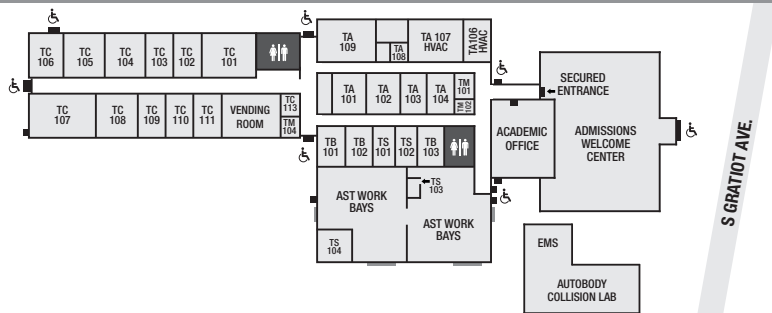 TC
106
TC
105
TC
104
TC
103
TC
102
TC
101
TA
109
TA
108
TA 107
HVAC
TA106
HVAC
TC
107
TC
108
TC
109
TC
110
TC
111
VENDING
ROOM
TC
113
TM
104
TA
101
TA
102
TA
103
TA
104
TM
101
TM
102
SECURED
ENTRANCE
ACADEMIC
OFFICE
ADMISSIONS
WELCOME
CENTER
TB
101
TB
102
TS
101
TS
102
TB
103
TS
103
AST WORK
BAYS
AST WORK
BAYS
TS
104
EMS
AUTOBODY
COLLISION LAB
S GRATIOT AVE.